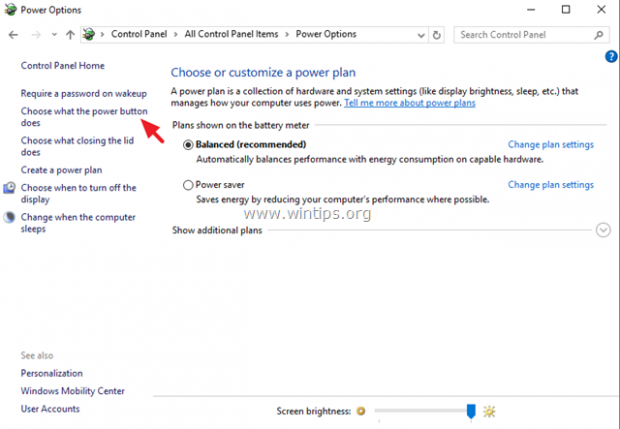 Power Options
Control Panel > All Control Panel Items > Power Options
Search Control Panel
Control Panel Home
Require a password on wakeup
Choose what the power button
does
Choose what closing the lid
does
Create a power plan
Choose when to turn off the
display
Change when the computer
sleeps
Choose or customize a power plan
A power plan is a collection of hardware and system settings (like display brightness, sleep, etc.) that
manages how your computer uses power. Tell me more about power plans
Plans shown on the battery meter
Balanced (recommended) Change plan settings
Automatically balances performance with energy consumption on capable hardware.
Power saver Change plan settings
Saves energy by reducing your computer's performance where possible.
www.wintips.org
Show additional plans
See also
Personalization
Windows Mobility Center
User Accounts
Screen brightness: